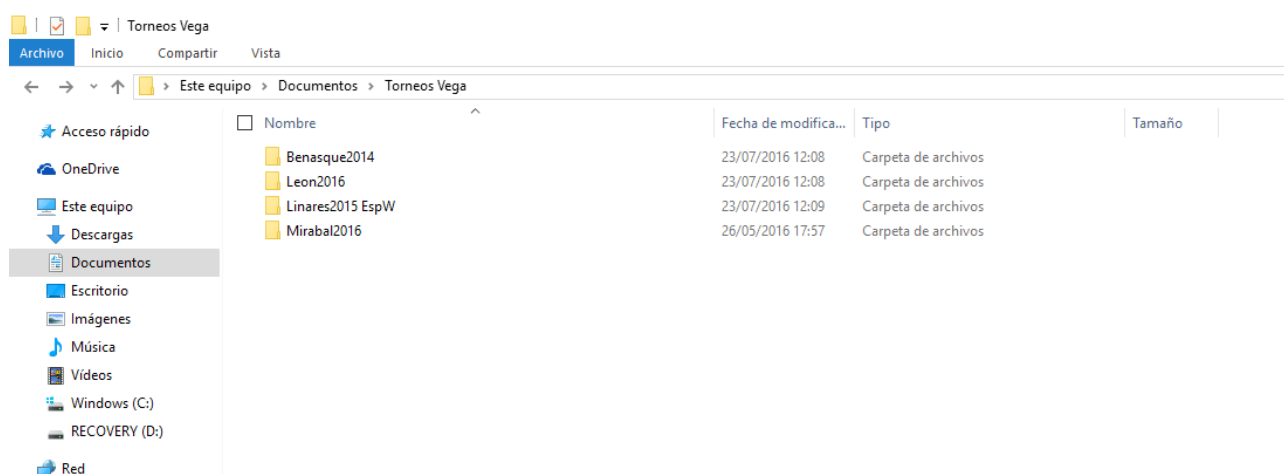 Torneos Vega
Archivo Inicio Compartir Vista
Este equipo > Documentos > Torneos Vega
Acceso rápido
OneDrive
Este equipo
Descargas
Documentos
Escritorio
Imágenes
Música
Vídeos
Windows (C:)
RECOVERY (D:)
Red
Nombre Fecha de modifica... Tipo Tamaño
Benasque2014 23/07/2016 12:08 Carpeta de archivos
Leon2016 23/07/2016 12:08 Carpeta de archivos
Linares2015 EspW 23/07/2016 12:09 Carpeta de archivos
Mirabal2016 26/05/2016 17:57 Carpeta de archivos